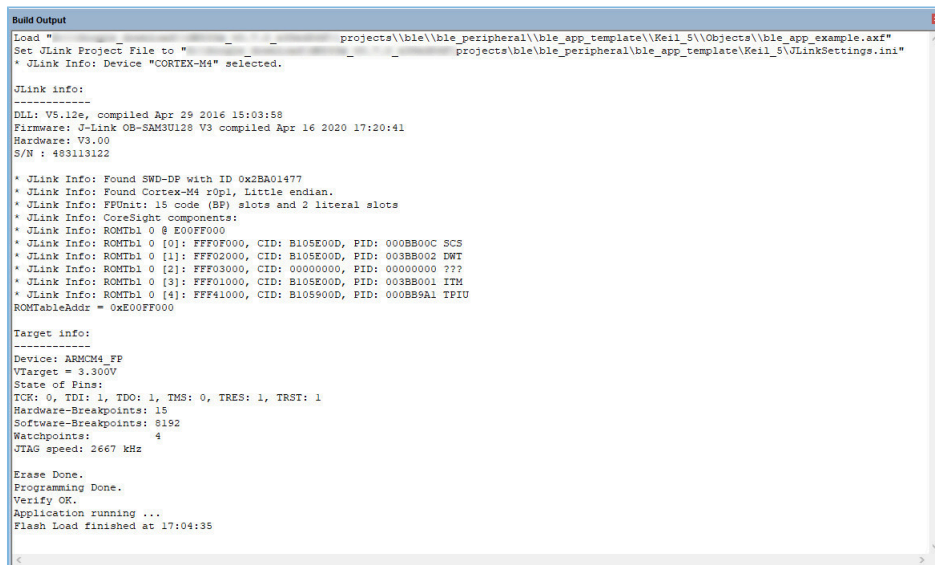 Build Output
Load " projects\\ble\\ble_peripheral\\ble_app_template\\Keil_5\\Objects\\ble_app_example.axf"
Set JLink Project File to " projects\ble\ble_peripheral\ble_app_template\Keil_5\JLinkSettings.ini"
* JLink Info: Device "CORTEX-M4" selected.
JLink info:
------------
DLL: V5.12e, compiled Apr 29 2016 15:03:58
Firmware: J-Link OB-SAM3U128 V3 compiled Apr 16 2020 17:20:41
Hardware: V3.00
S/N : 483113122
* JLink Info: Found SWD-DP with ID 0x2BA01477
* JLink Info: Found Cortex-M4 r0p1, Little endian.
* JLink Info: FPUnit: 15 code (BP) slots and 2 literal slots
* JLink Info: CoreSight components:
* JLink Info: ROMTbl 0 @ E00FF000
* JLink Info: ROMTbl 0 [0]: FFF0F000, CID: B105E00D, PID: 000BB00C SCS
* JLink Info: ROMTbl 0 [1]: FFF02000, CID: B105E00D, PID: 003BB002 DWT
* JLink Info: ROMTbl 0 [2]: FFF03000, CID: 00000000, PID: 00000000 ???
* JLink Info: ROMTbl 0 [3]: FFF01000, CID: B105E00D, PID: 003BB001 ITM
* JLink Info: ROMTbl 0 [4]: FFF41000, CID: B105900D, PID: 000BB9A1 TPIU
ROMTableAddr = 0xE00FF000
Target info:
------------
Device: ARMCM4_FP
VTarget = 3.300V
State of Pins:
TCK: 0, TDI: 1, TDO: 1, TMS: 0, TRES: 1, TRST: 1
Hardware-Breakpoints: 15
Software-Breakpoints: 8192
Watchpoints: 4
JTAG speed: 2667 kHz
Erase Done.
Programming Done.
Verify OK.
Application running ...
Flash Load finished at 17:04:35